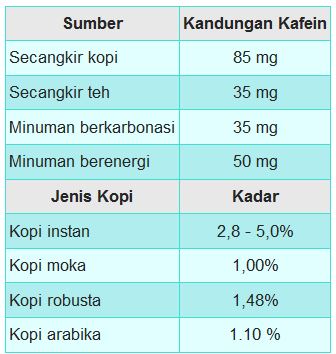 Sumber Kandungan Kafein
Secangkir kopi 85 mg
Secangkir teh 35 mg
Minuman berkarbonasi 35 mg
Minuman berenergi 50 mg
Jenis Kopi Kadar
Kopi instan 2,8 - 5,0%
Kopi moka 1,00%
Kopi robusta 1,48%
Kopi arabika 1.10 %